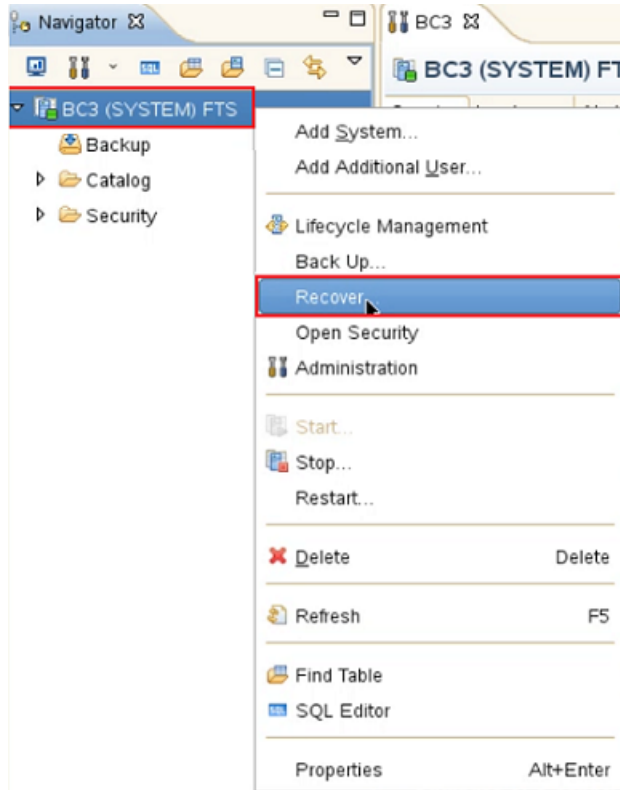 Navigator
BC3
SQL
BC3 (SYSTEM) FT
BC3 (SYSTEM) FTS
Backup
Catalog
Security
Add System...
Add Additional User...
Lifecycle Management
Back Up...
Recover...
Open Security
Administration
Start...
Stop...
Restart...
Delete Delete
Refresh F5
Find Table
SQL SQL Editor
Properties Alt+Enter